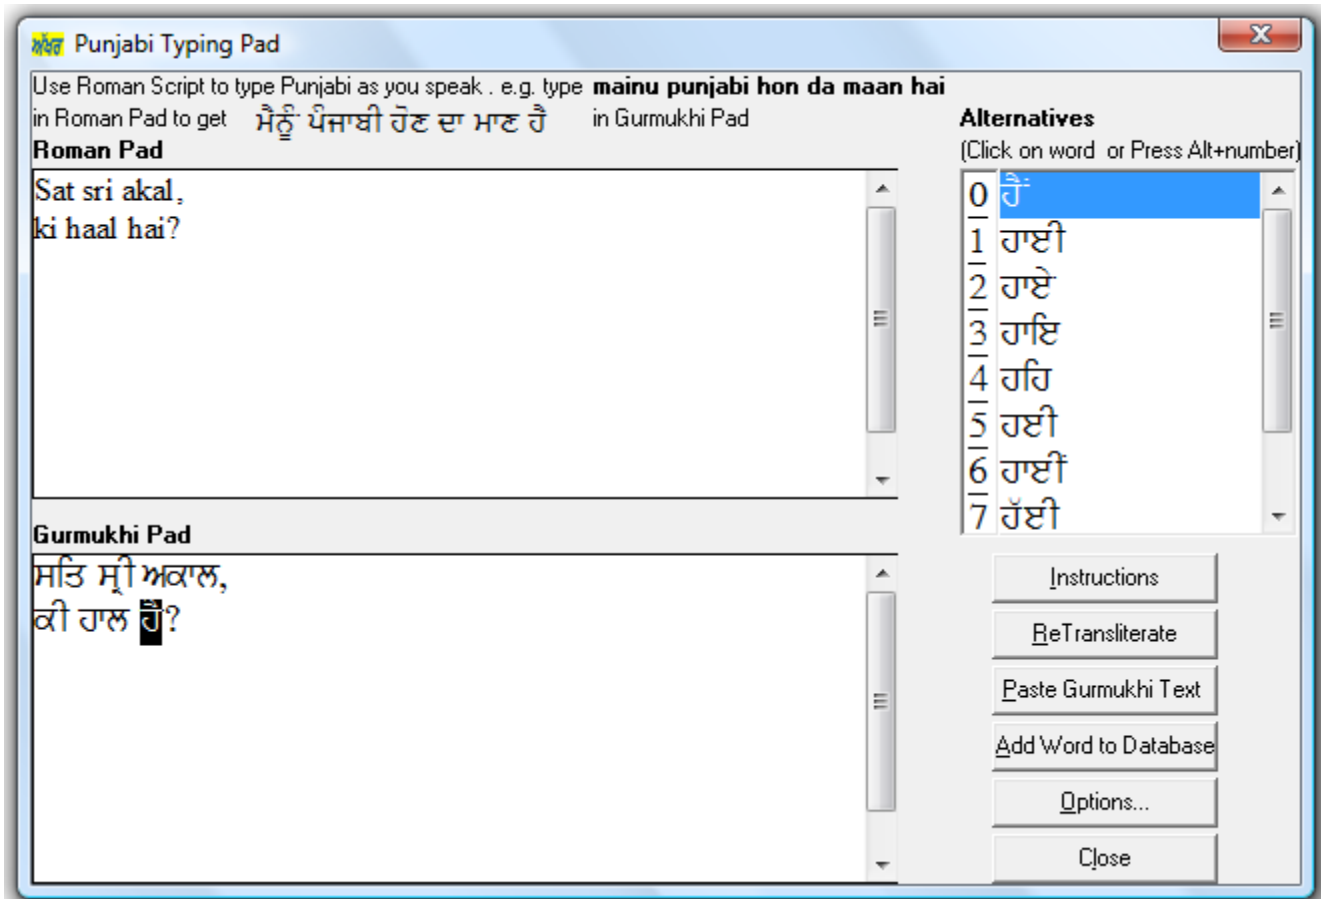 ਅੱਖਰ Punjabi Typing Pad
Use Roman Script to type Punjabi as you speak . e.g. type mainu punjabi hon da maan hai
in Roman Pad to get ਮੈਨੂੰ ਪੰਜਾਬੀ ਹੋਣ ਦਾ ਮਾਣ ਹੈ in Gurmukhi Pad
Roman Pad
Sat sri akal,
ki haal hai?
Gurmukhi Pad
ਸਤਿ ਸ੍ਰੀ ਅਕਾਲ,
ਕੀ ਹਾਲ ਹੈ?
Alternatives
(Click on word or Press Alt+number)
0 ਹੈਂ
1 ਹਾਈ
2 ਹਾਏ
3 ਹਾਇ
4 ਹਹਿ
5 ਹਈ
6 ਹਾਈਂ
7 ਹੱਈ
Instructions
ReTransliterate
Paste Gurmukhi Text
Add Word to Database
Options...
Close